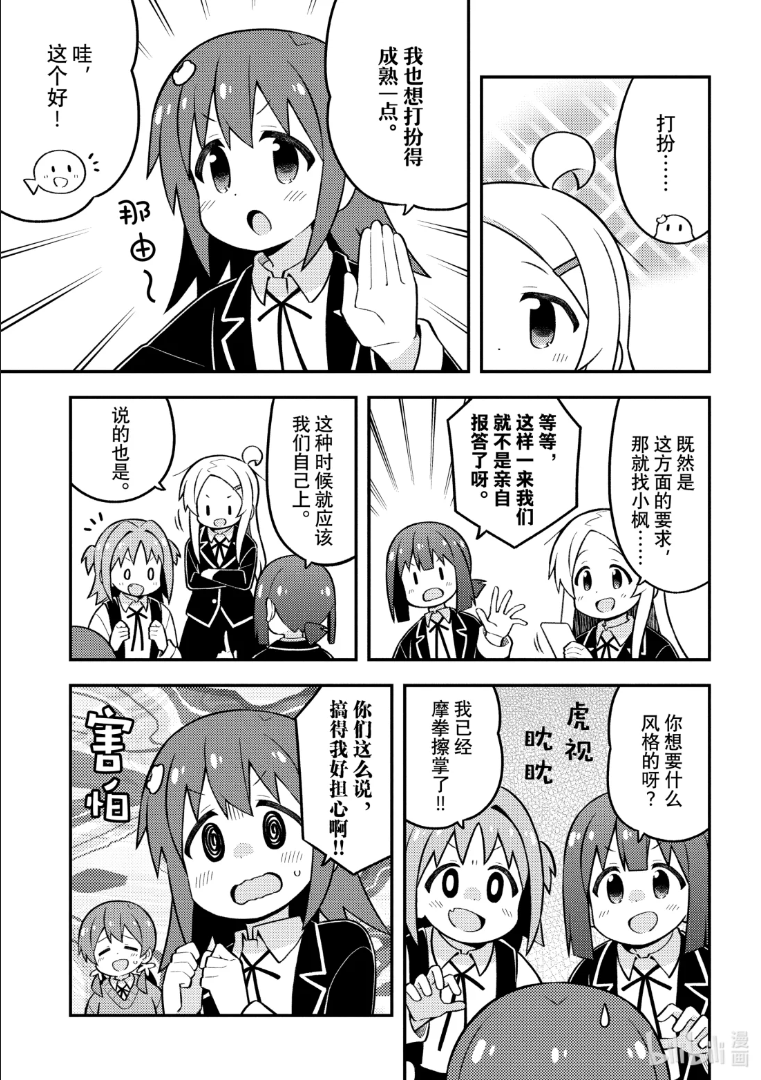 打扮……
我也想打扮得
成熟一点。
那由～
哇，
这个好！
既然是
这方面的要求，
那就找小枫……
等等，
这样一来我们
就不是亲自
报答了呀。
这种时候就应该
我们自己上。
说的也是。
你想要什么
风格的呀？
虎视
眈眈
我已经
摩拳擦掌了!!
你们这么说，
搞得我好担心啊!!
害怕
bilibili
漫画